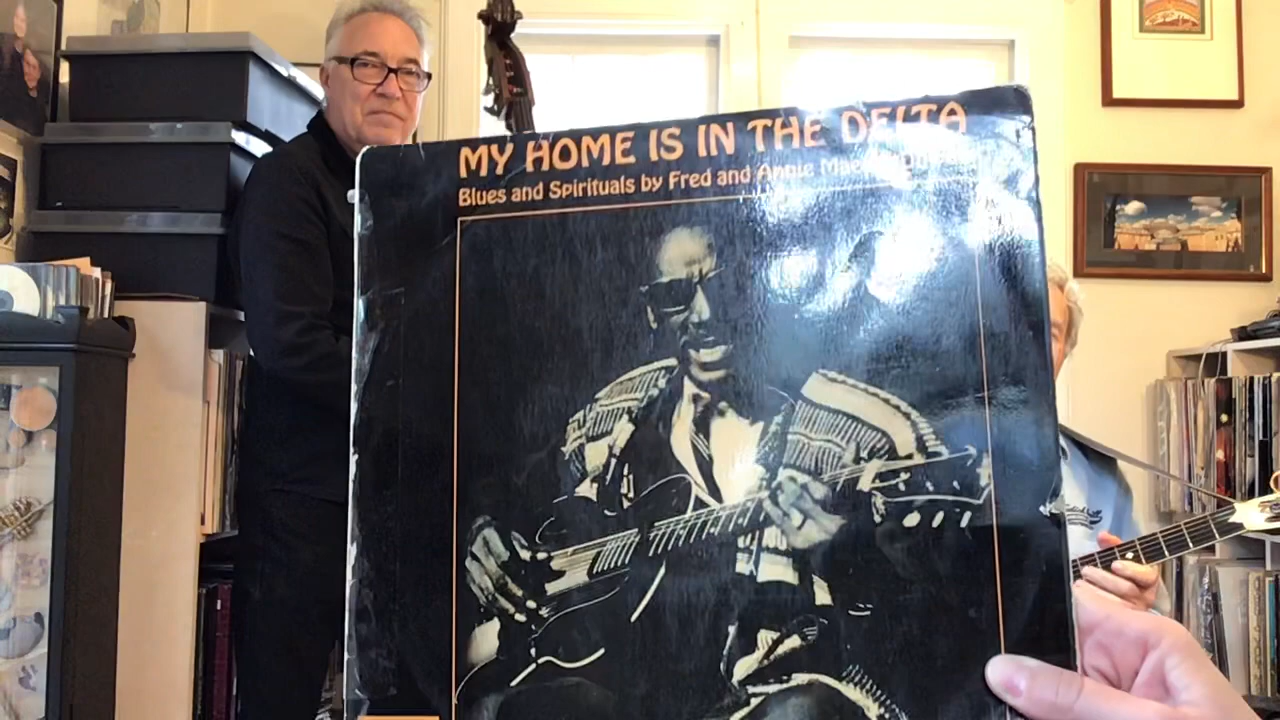 MY HOME IS IN THE DELTA
Blues and Spirituals by Fred and Annie Mae